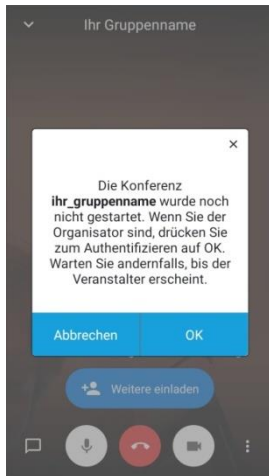 Ihr Gruppenname
Die Konferenz
ihr_gruppenname wurde noch
nicht gestartet. Wenn Sie der
Organisator sind, drücken Sie
zum Authentifizieren auf OK.
Warten Sie andernfalls, bis der
Veranstalter erscheint.
Abbrechen OK
Weitere einladen